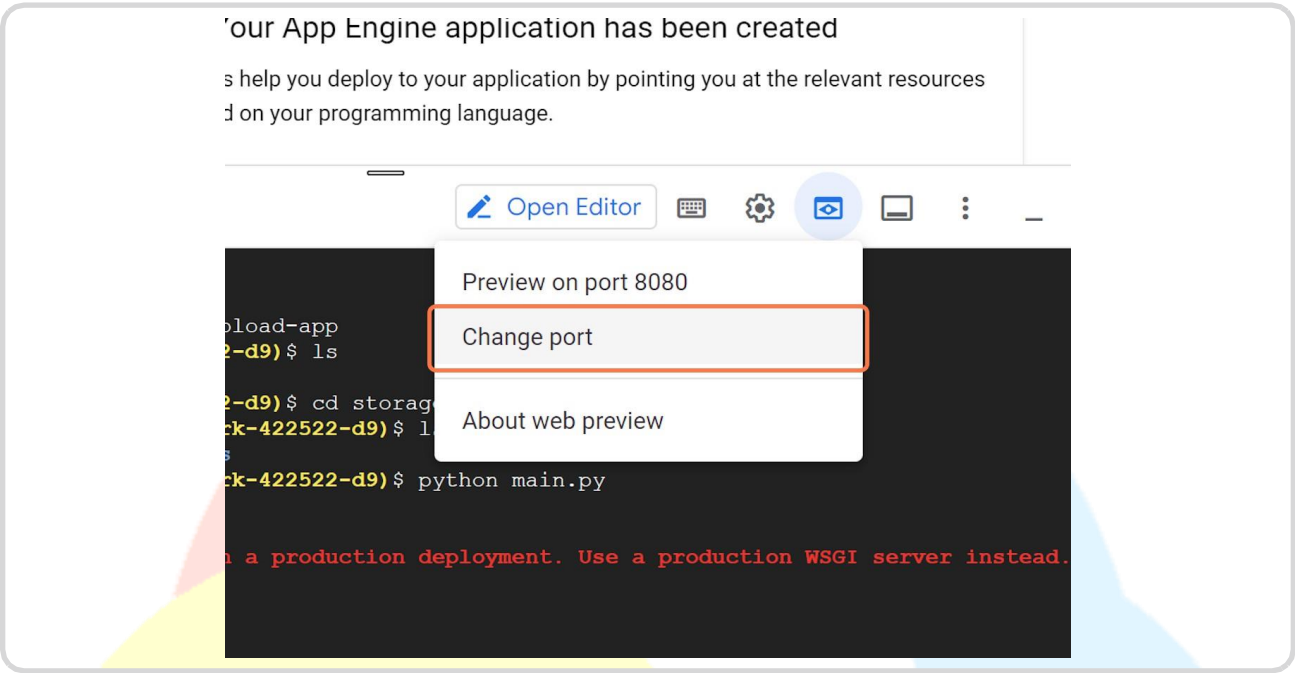 Your App Engine application has been created
s help you deploy to your application by pointing you at the relevant resources
d on your programming language.
Open Editor
Preview on port 8080
Change port
About web preview
pload-app
2-d9)$ ls
2-d9)$ cd storag
rk-422522-d9)$ l
s
rk-422522-d9)$ python main.py
a production deployment. Use a production WSGI server instead.